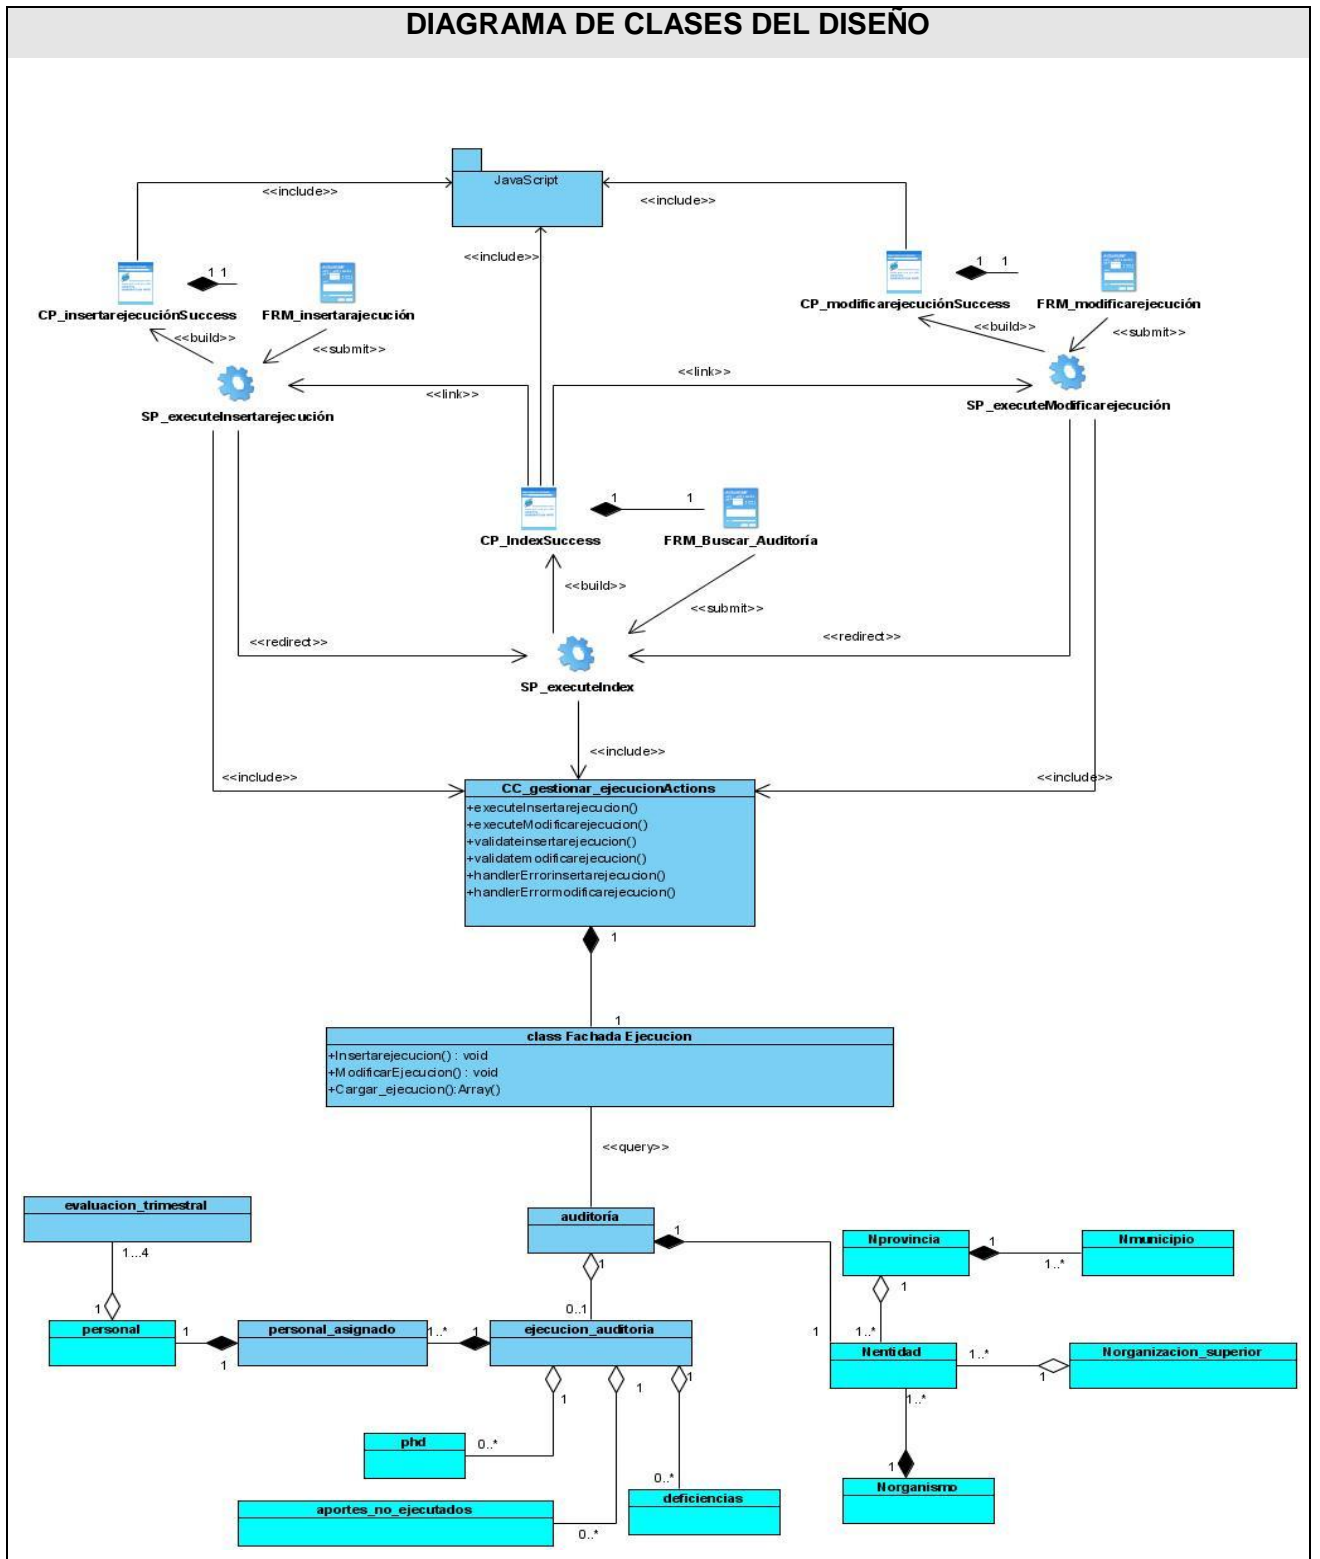 DIAGRAMA DE CLASES DEL DISEÑO
JavaScript
<<include>>
<<include>>
<<include>>
1 1
1 1
CP_insertarejecuciónSuccess
FRM_insertarajecución
CP_modificarejecuciónSuccess
FRM_modificarejecución
<<build>>
<<submit>>
<<build>>
<<submit>>
<<link>>
<<link>>
SP_executeInsertarejecución
SP_executeModificarejecución
1 1
CP_IndexSuccess
FRM_Buscar_Auditoría
<<build>>
<<submit>>
<<redirect>>
<<redirect>>
SP_executeIndex
<<include>>
<<include>>
<<include>>
CC_gestionar_ejecucionActions
+executeInsertarejecucion()
+executeModificarejecucion()
+validateinsertarejecucion()
+validatemodificarejecucion()
+handlerErrorinsertarejecucion()
+handlerErrormodificarejecucion()
1
1
class Fachada Ejecucion
+Insertarejecucion() : void
+ModificarEjecucion() : void
+Cargar_ejecucion():Array()
<<query>>
evaluacion_trimestral
auditoría
1
Nprovincia
1
1..*
Nmunicipio
1...4
1
1
0..1
1
1..*
1
personal
1
1
personal_asignado
1..*
1
ejecucion_auditoria
1
Nentidad
1..*
1
Norganizacion_superior
1
1
1
1..*
phd
0..*
0..*
1
aportes_no_ejecutados
0..*
deficiencias
Norganismo